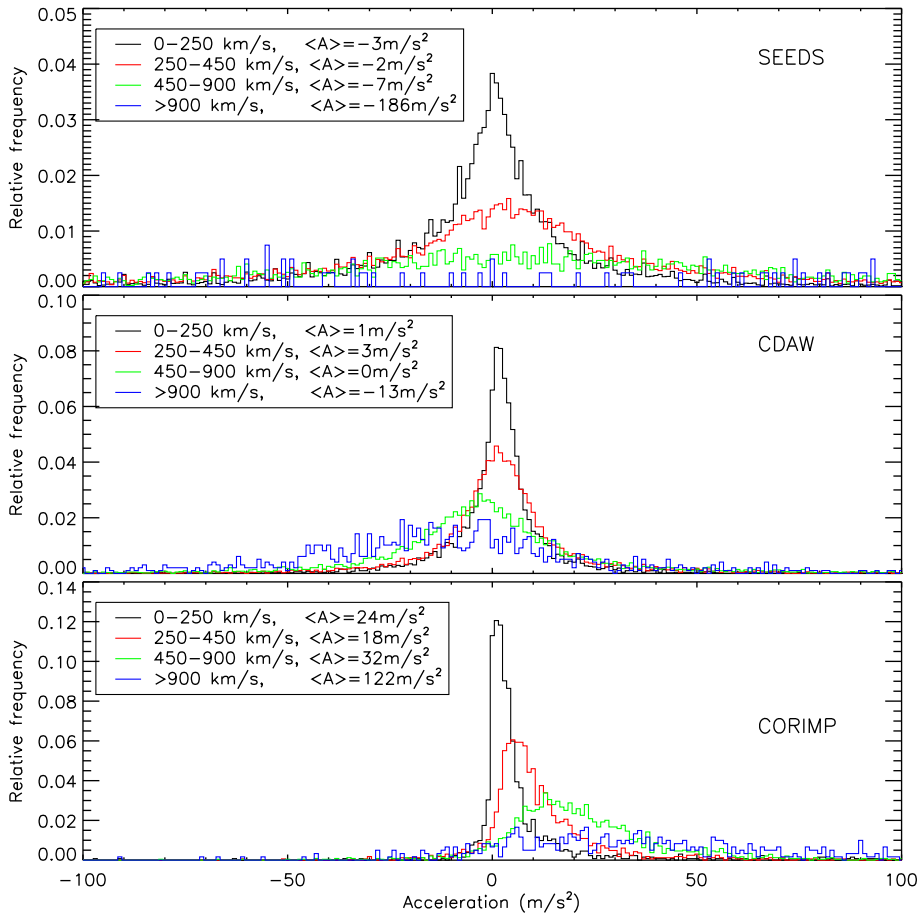 0.05
0.04
0.03
0.02
0.01
0.00
Relative frequency
0−250 km/s, <A>=−3m/s²
250−450 km/s, <A>=−2m/s²
450−900 km/s, <A>=−7m/s²
>900 km/s, <A>=−186m/s²
SEEDS
0.10
0.08
0.06
0.04
0.02
0.00
Relative frequency
0−250 km/s, <A>=1m/s²
250−450 km/s, <A>=3m/s²
450−900 km/s, <A>=0m/s²
>900 km/s, <A>=−13m/s²
CDAW
0.14
0.12
0.10
0.08
0.06
0.04
0.02
0.00
Relative frequency
0−250 km/s, <A>=24m/s²
250−450 km/s, <A>=18m/s²
450−900 km/s, <A>=32m/s²
>900 km/s, <A>=122m/s²
CORIMP
−100 −50 0 50 100
Acceleration (m/s²)